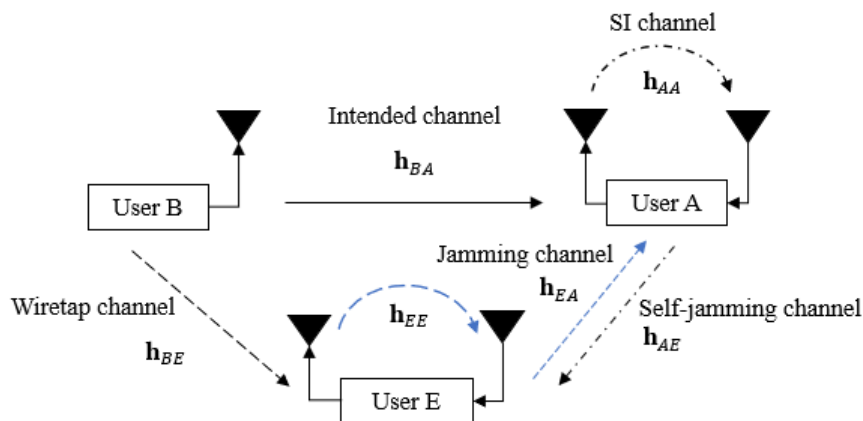 SI channel
h_AA
Intended channel
h_BA
User B
User A
Jamming channel
h_EA
Wiretap channel
h_BE
h_EE
Self-jamming channel
h_AE
User E